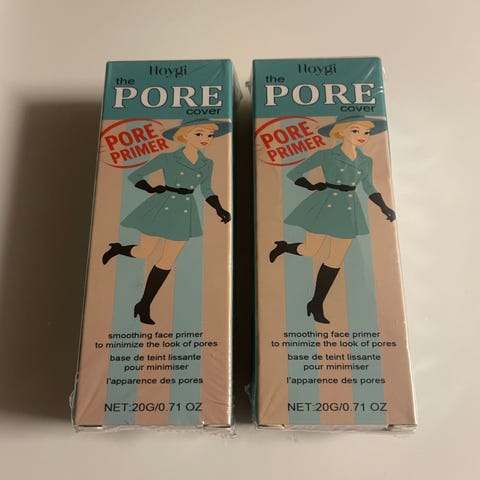 Hoygi
the
PORE
cover
PORE
PRIMER
smoothing face primer
to minimize the look of pores
base de teint lissante
pour minimiser
l'apparence des pores
NET:20G/0.71 OZ
Hoygi
the
PORE
cover
PORE
PRIMER
smoothing face primer
to minimize the look of pores
base de teint lissante
pour minimiser
l'apparence des pores
NET:20G/0.71 OZ